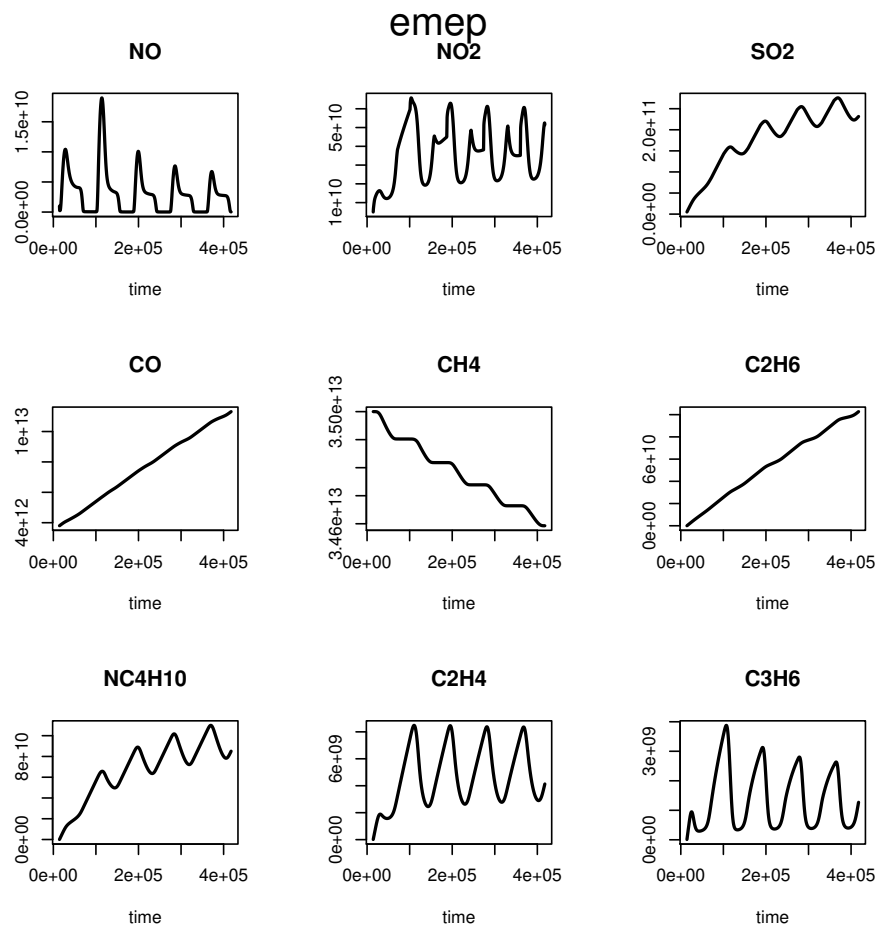 emep
NO NO2 SO2
0.0e+00 1.5e+10
0e+00 2e+05 4e+05
time
1e+10 5e+10
0e+00 2e+05 4e+05
time
0.0e+00 2.0e+11
0e+00 2e+05 4e+05
time
CO CH4 C2H6
4e+12 1e+13
0e+00 2e+05 4e+05
time
3.46e+13 3.50e+13
0e+00 2e+05 4e+05
time
0e+00 6e+10
0e+00 2e+05 4e+05
time
NC4H10 C2H4 C3H6
0e+00 8e+10
0e+00 2e+05 4e+05
time
0e+00 6e+09
0e+00 2e+05 4e+05
time
0e+00 3e+09
0e+00 2e+05 4e+05
time